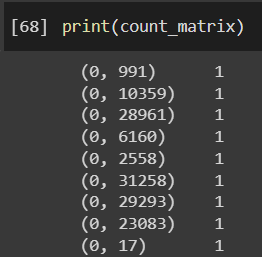 [68] print(count_matrix)
(0, 991) 1
(0, 10359) 1
(0, 28961) 1
(0, 6160) 1
(0, 2558) 1
(0, 31258) 1
(0, 29293) 1
(0, 23083) 1
(0, 17) 1